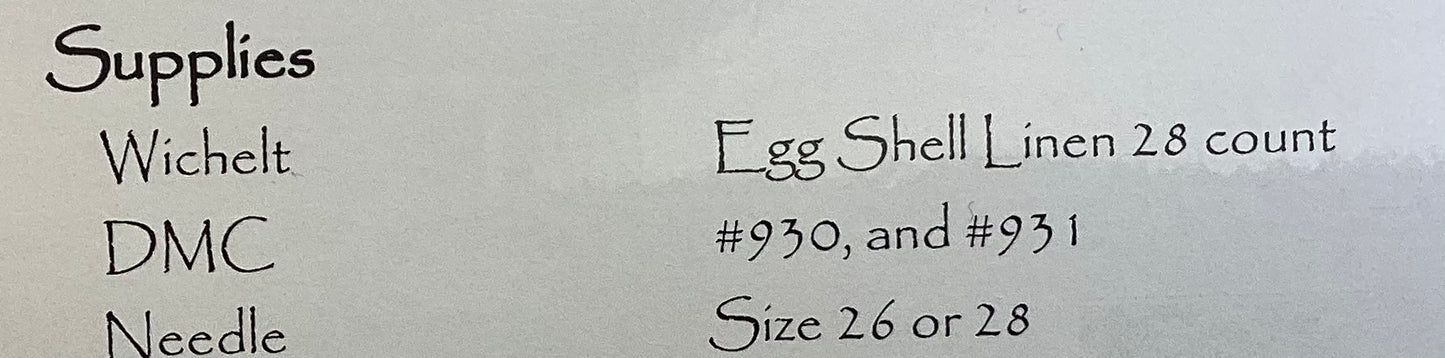 Supplies
Wichelt Egg Shell Linen 28 count
DMC #930, and #931
Needle Size 26 or 28